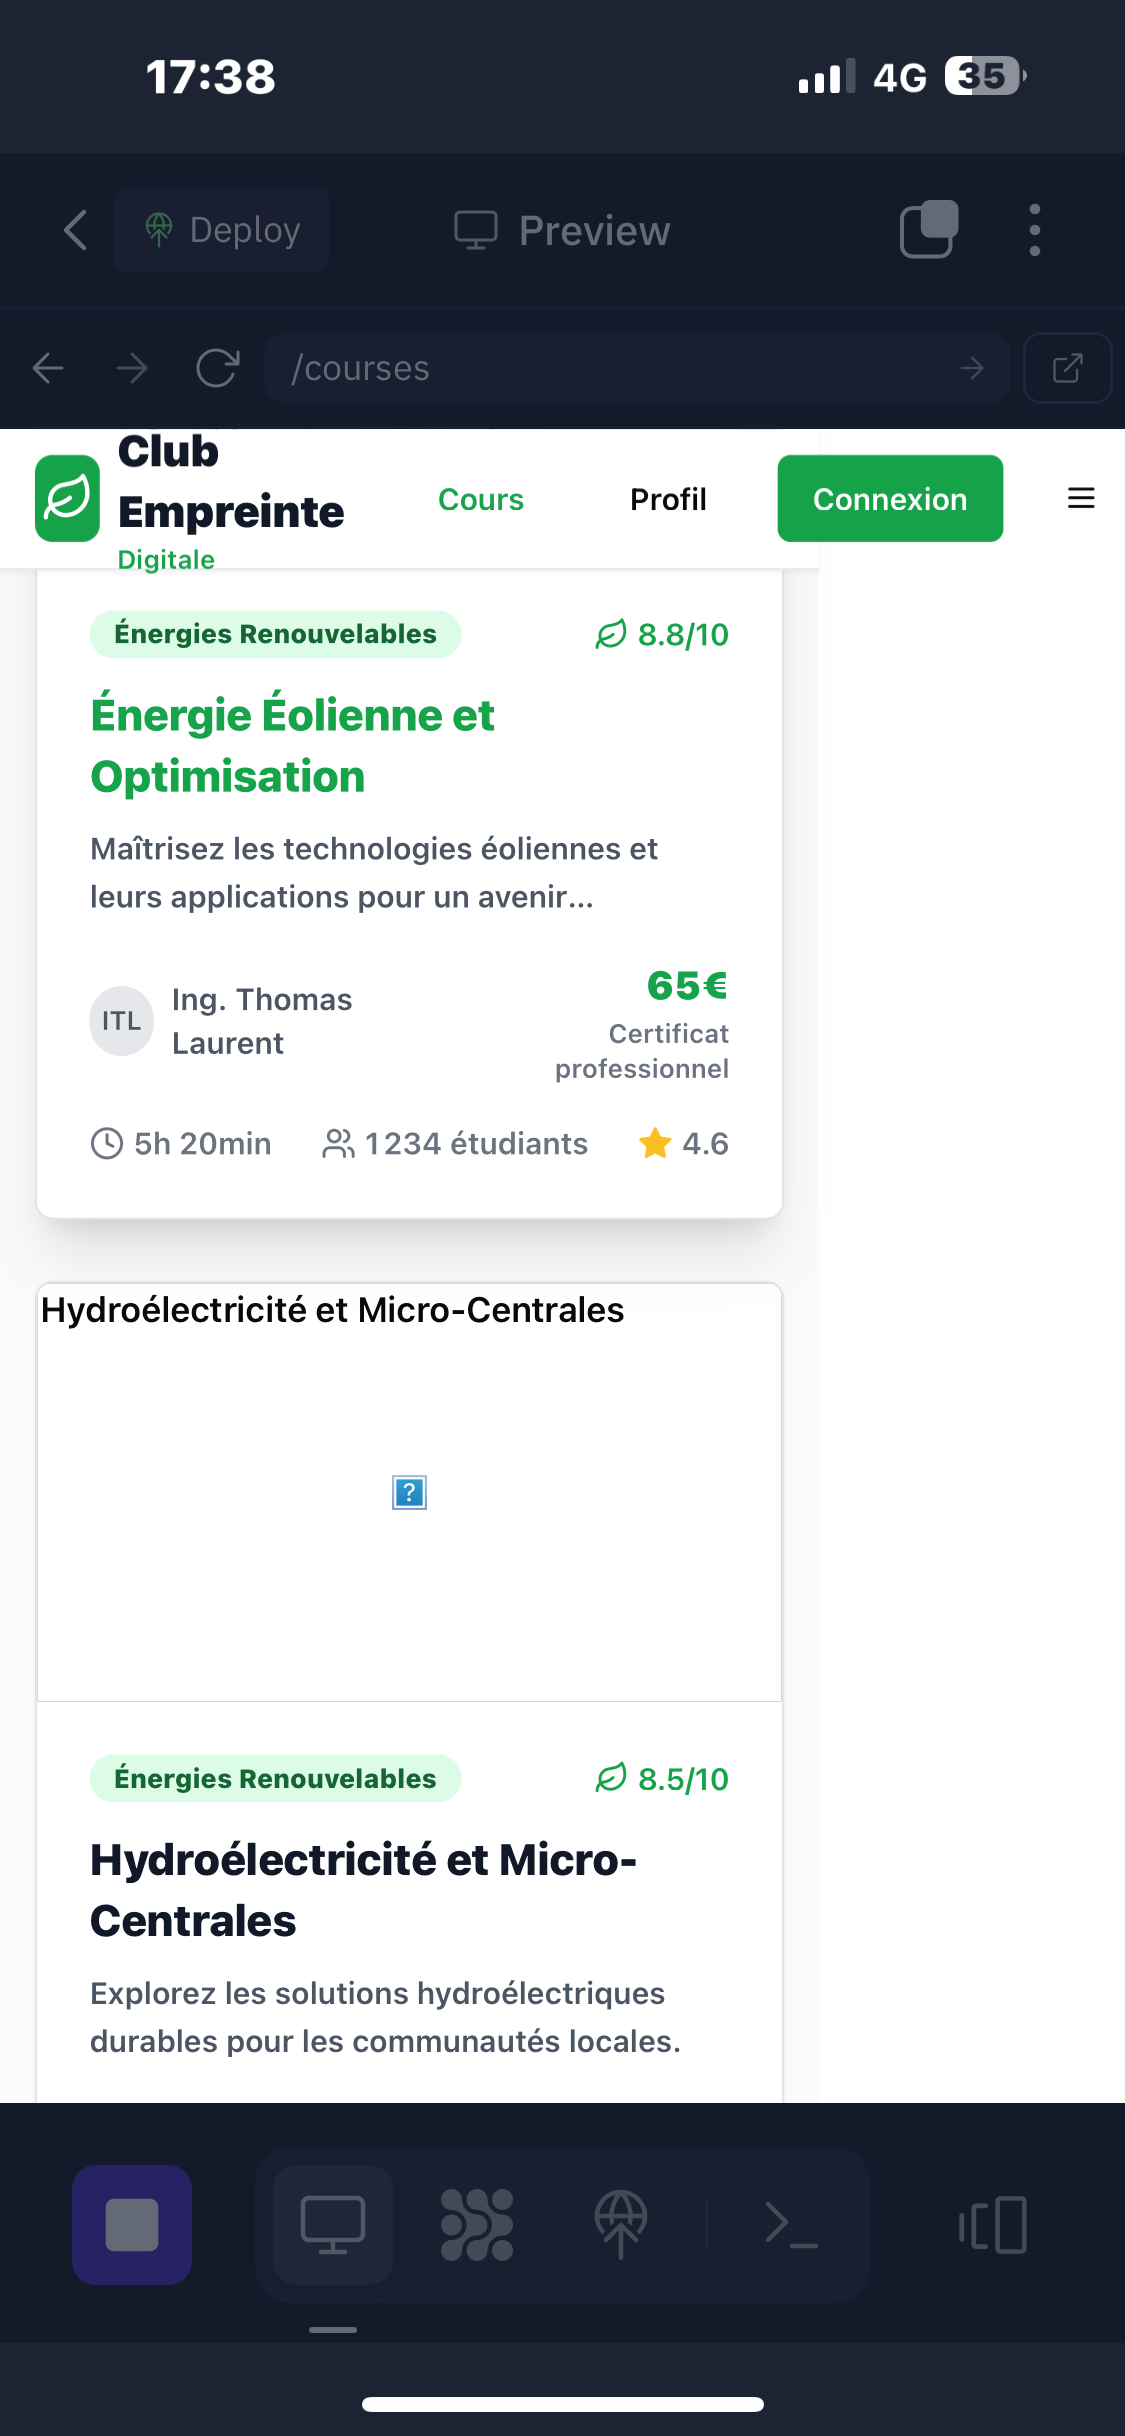 17:38
4G
35
Deploy
Preview
/courses
Club
Empreinte
Digitale
Cours
Profil
Connexion
Énergies Renouvelables
8.8/10
Énergie Éolienne et
Optimisation
Maîtrisez les technologies éoliennes et
leurs applications pour un avenir...
ITL
Ing. Thomas
Laurent
65€
Certificat
professionnel
5h 20min
1 234 étudiants
4.6
Hydroélectricité et Micro-Centrales
?
Énergies Renouvelables
8.5/10
Hydroélectricité et Micro-
Centrales
Explorez les solutions hydroélectriques
durables pour les communautés locales.